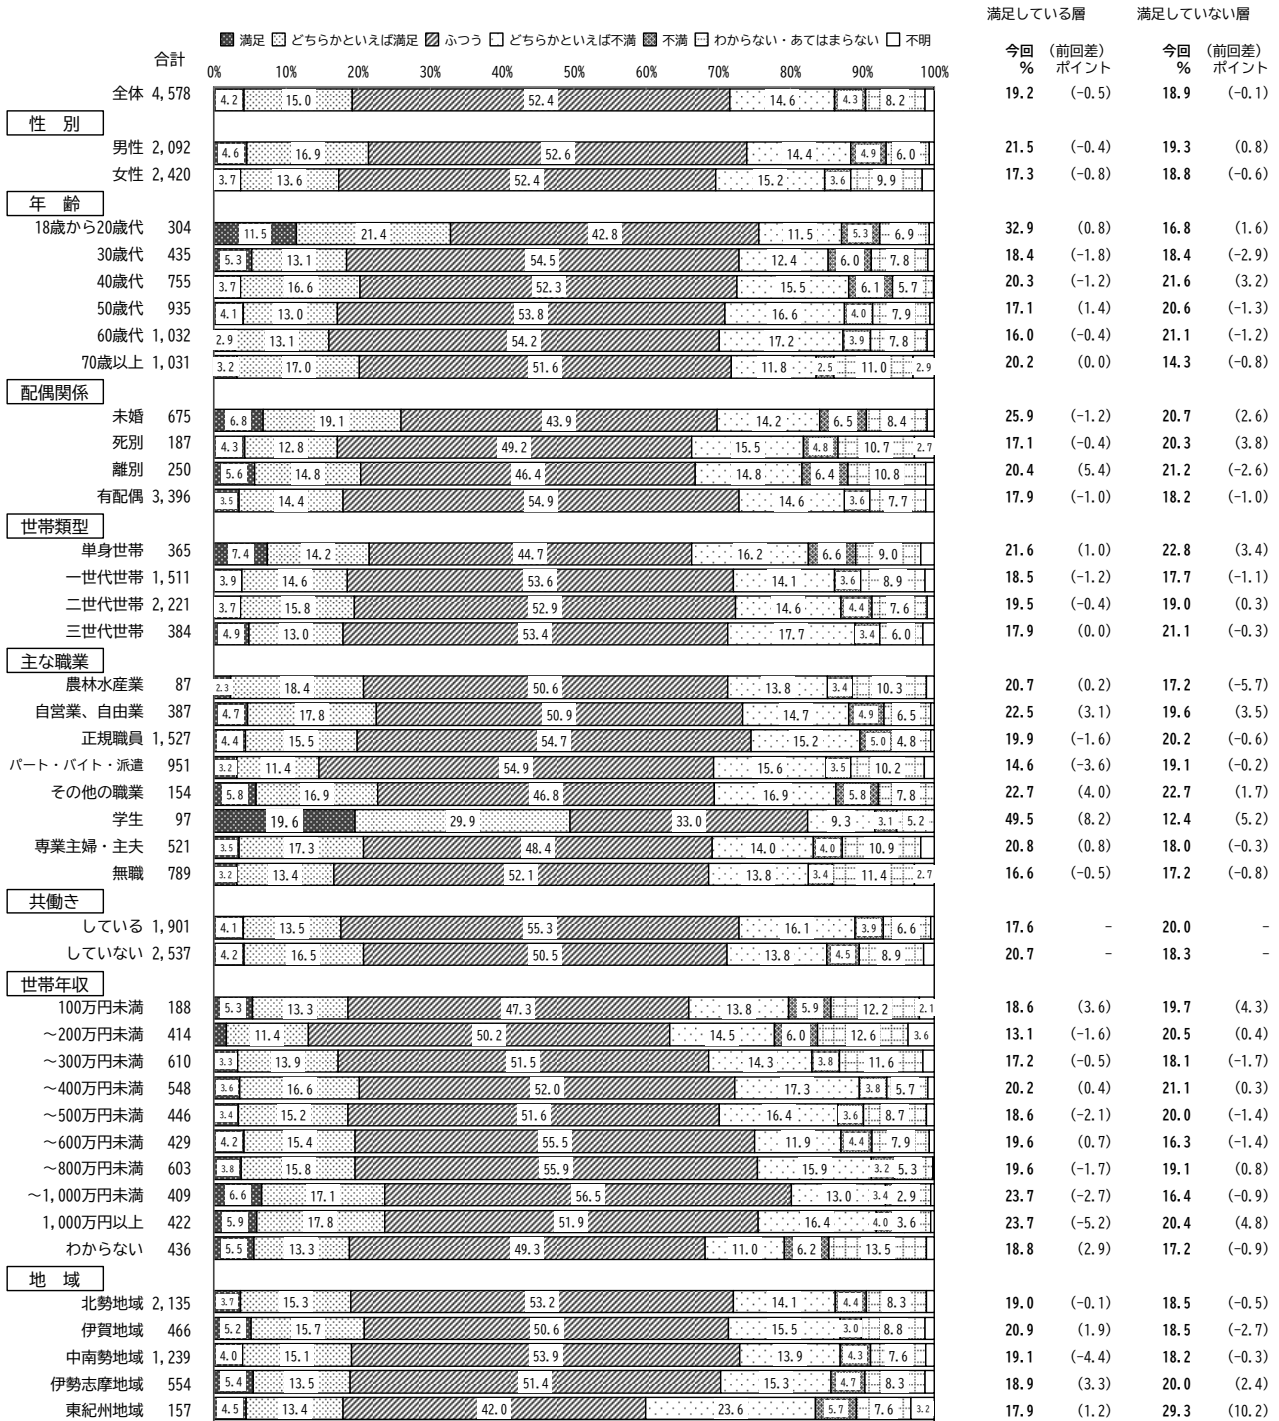 満足している層 満足していない層
満足 どちらかといえば満足 ふつう どちらかといえば不満 不満 わからない・あてはまらない 不明
合計 今回 (前回差) 今回 (前回差)
0% 10% 20% 30% 40% 50% 60% 70% 80% 90% 100% % ポイント % ポイント
全体 4,578 4.2 15.0 52.4 14.6 4.3 8.2 19.2 (-0.5) 18.9 (-0.1)
性 別
男性 2,092 4.6 16.9 52.6 14.4 4.9 6.0 21.5 (-0.4) 19.3 (0.8)
女性 2,420 3.7 13.6 52.4 15.2 3.6 9.9 17.3 (-0.8) 18.8 (-0.6)
年 齢
18歳から20歳代 304 11.5 21.4 42.8 11.5 5.3 6.9 32.9 (0.8) 16.8 (1.6)
30歳代 435 5.3 13.1 54.5 12.4 6.0 7.8 18.4 (-1.8) 18.4 (-2.9)
40歳代 755 3.7 16.6 52.3 15.5 6.1 5.7 20.3 (-1.2) 21.6 (3.2)
50歳代 935 4.1 13.0 53.8 16.6 4.0 7.9 17.1 (1.4) 20.6 (-1.3)
60歳代 1,032 2.9 13.1 54.2 17.2 3.9 7.8 16.0 (-0.4) 21.1 (-1.2)
70歳以上 1,031 3.2 17.0 51.6 11.8 2.5 11.0 2.9 20.2 (0.0) 14.3 (-0.8)
配偶関係
未婚 675 6.8 19.1 43.9 14.2 6.5 8.4 25.9 (-1.2) 20.7 (2.6)
死別 187 4.3 12.8 49.2 15.5 4.8 10.7 2.7 17.1 (-0.4) 20.3 (3.8)
離別 250 5.6 14.8 46.4 14.8 6.4 10.8 20.4 (5.4) 21.2 (-2.6)
有配偶 3,396 3.5 14.4 54.9 14.6 3.6 7.7 17.9 (-1.0) 18.2 (-1.0)
世帯類型
単身世帯 365 7.4 14.2 44.7 16.2 6.6 9.0 21.6 (1.0) 22.8 (3.4)
一世代世帯 1,511 3.9 14.6 53.6 14.1 3.6 8.9 18.5 (-1.2) 17.7 (-1.1)
二世代世帯 2,221 3.7 15.8 52.9 14.6 4.4 7.6 19.5 (-0.4) 19.0 (0.3)
三世代世帯 384 4.9 13.0 53.4 17.7 3.4 6.0 17.9 (0.0) 21.1 (-0.3)
主な職業
農林水産業 87 2.3 18.4 50.6 13.8 3.4 10.3 20.7 (0.2) 17.2 (-5.7)
自営業、自由業 387 4.7 17.8 50.9 14.7 4.9 6.5 22.5 (3.1) 19.6 (3.5)
正規職員 1,527 4.4 15.5 54.7 15.2 5.0 4.8 19.9 (-1.6) 20.2 (-0.6)
パート・バイト・派遣 951 3.2 11.4 54.9 15.6 3.5 10.2 14.6 (-3.6) 19.1 (-0.2)
その他の職業 154 5.8 16.9 46.8 16.9 5.8 7.8 22.7 (4.0) 22.7 (1.7)
学生 97 19.6 29.9 33.0 9.3 3.1 5.2 49.5 (8.2) 12.4 (5.2)
専業主婦・主夫 521 3.5 17.3 48.4 14.0 4.0 10.9 20.8 (0.8) 18.0 (-0.3)
無職 789 3.2 13.4 52.1 13.8 3.4 11.4 2.7 16.6 (-0.5) 17.2 (-0.8)
共働き
している 1,901 4.1 13.5 55.3 16.1 3.9 6.6 17.6 - 20.0 -
していない 2,537 4.2 16.5 50.5 13.8 4.5 8.9 20.7 - 18.3 -
世帯年収
100万円未満 188 5.3 13.3 47.3 13.8 5.9 12.2 2.1 18.6 (3.6) 19.7 (4.3)
～200万円未満 414 11.4 50.2 14.5 6.0 12.6 3.6 13.1 (-1.6) 20.5 (0.4)
～300万円未満 610 3.3 13.9 51.5 14.3 3.8 11.6 17.2 (-0.5) 18.1 (-1.7)
～400万円未満 548 3.6 16.6 52.0 17.3 3.8 5.7 20.2 (0.4) 21.1 (0.3)
～500万円未満 446 3.4 15.2 51.6 16.4 3.6 8.7 18.6 (-2.1) 20.0 (-1.4)
～600万円未満 429 4.2 15.4 55.5 11.9 4.4 7.9 19.6 (0.7) 16.3 (-1.4)
～800万円未満 603 3.8 15.8 55.9 15.9 3.2 5.3 19.6 (-1.7) 19.1 (0.8)
～1,000万円未満 409 6.6 17.1 56.5 13.0 3.4 2.9 23.7 (-2.7) 16.4 (-0.9)
1,000万円以上 422 5.9 17.8 51.9 16.4 4.0 3.6 23.7 (-5.2) 20.4 (4.8)
わからない 436 5.5 13.3 49.3 11.0 6.2 13.5 18.8 (2.9) 17.2 (-0.9)
地 域
北勢地域 2,135 3.7 15.3 53.2 14.1 4.4 8.3 19.0 (-0.1) 18.5 (-0.5)
伊賀地域 466 5.2 15.7 50.6 15.5 3.0 8.8 20.9 (1.9) 18.5 (-2.7)
中南勢地域 1,239 4.0 15.1 53.9 13.9 4.3 7.6 19.1 (-4.4) 18.2 (-0.3)
伊勢志摩地域 554 5.4 13.5 51.4 15.3 4.7 8.3 18.9 (3.3) 20.0 (2.4)
東紀州地域 157 4.5 13.4 42.0 23.6 5.7 7.6 3.2 17.9 (1.2) 29.3 (10.2)